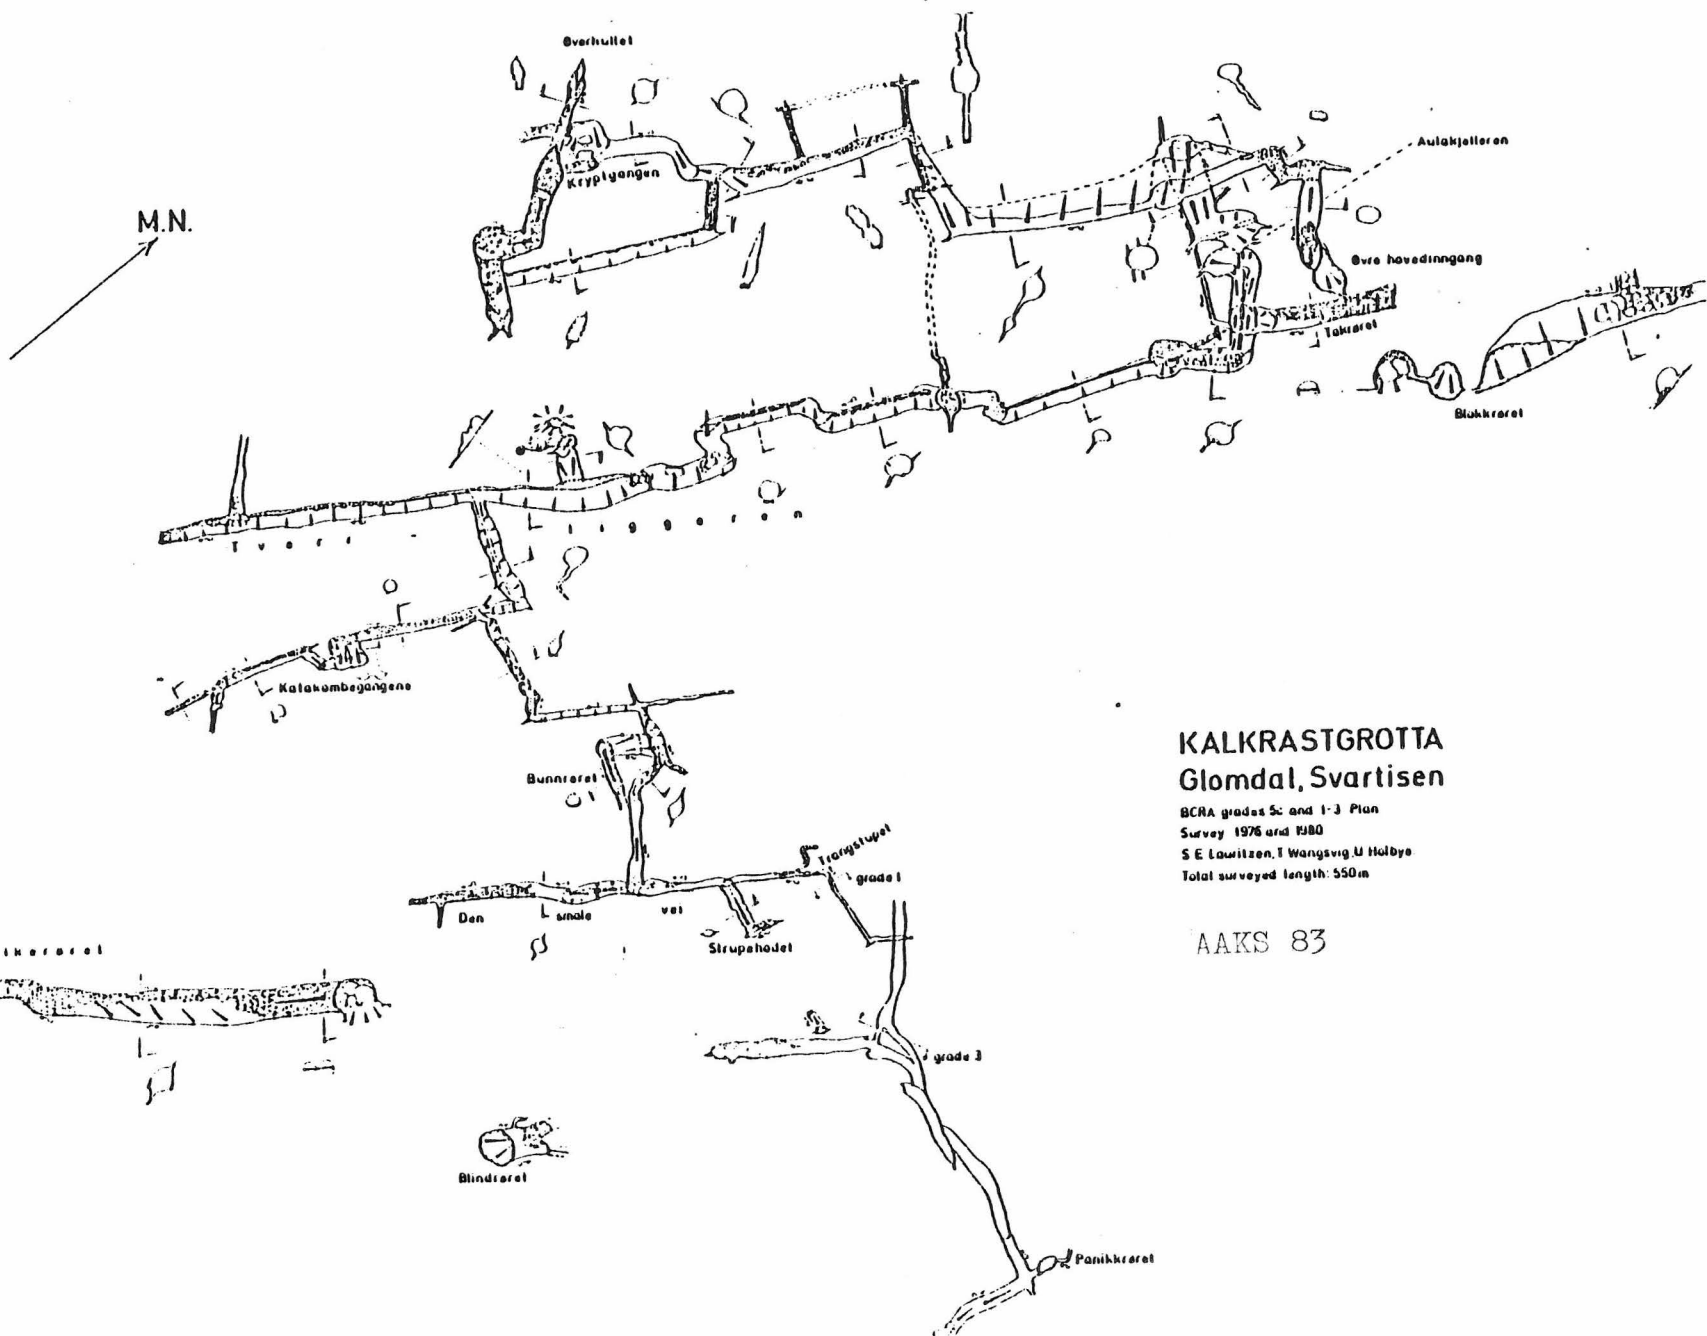 Øverhullet
Aulakjelleren
Kryptgangen
M.N.
Øvre hovedinngang
Takrøret
Blokkrøret
Tverrliggeren
Katakombegangene
KALKRASTGROTTA
Glomdal, Svartisen
BCRA grades 5c and 1-3 Plan
Survey 1976 and 1980
S E Lauritzen, T Wangsvig, U Holbye
Total surveyed length: 550m
Bunnrøret
Trangstupet
grade 1
Den smale vei
Strupehodet
AAKS 83
ikerøret
grade 3
Blindrøret
Panikkrøret